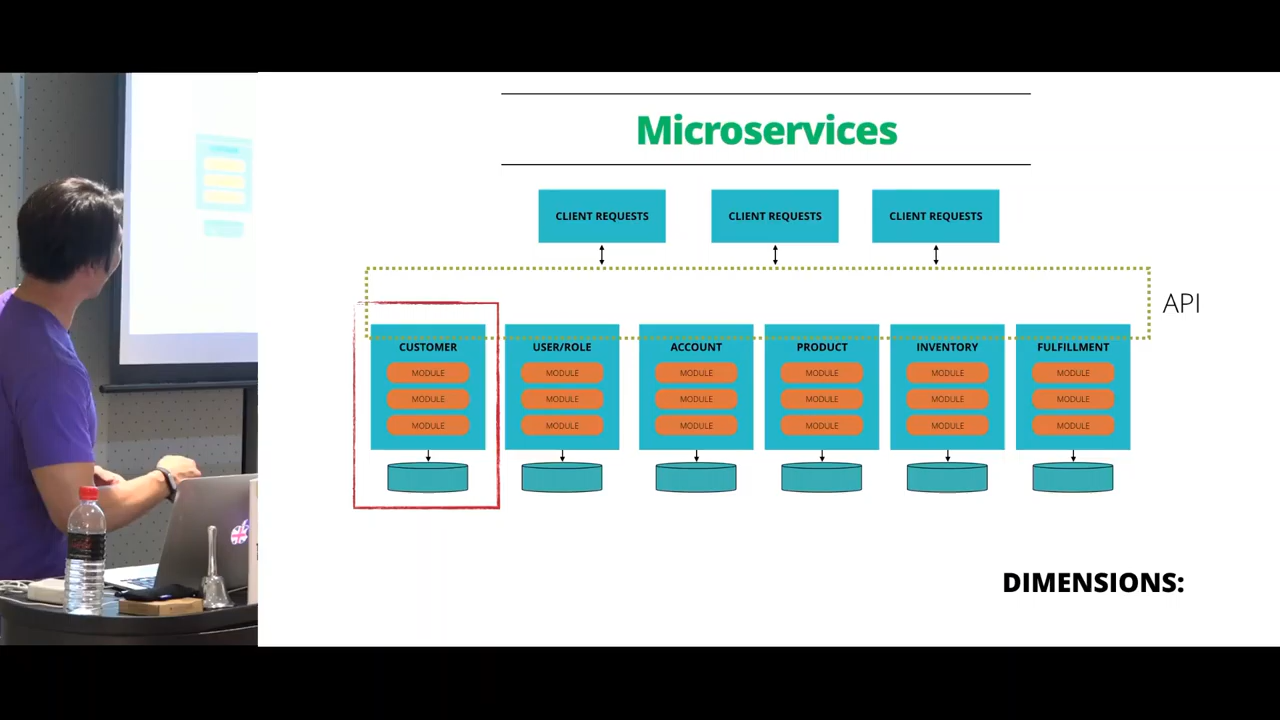 Microservices
CLIENT REQUESTS CLIENT REQUESTS CLIENT REQUESTS
API
CUSTOMER USER/ROLE ACCOUNT PRODUCT INVENTORY FULFILLMENT
MODULE MODULE MODULE MODULE MODULE MODULE
MODULE MODULE MODULE MODULE MODULE MODULE
MODULE MODULE MODULE MODULE MODULE MODULE
DIMENSIONS: